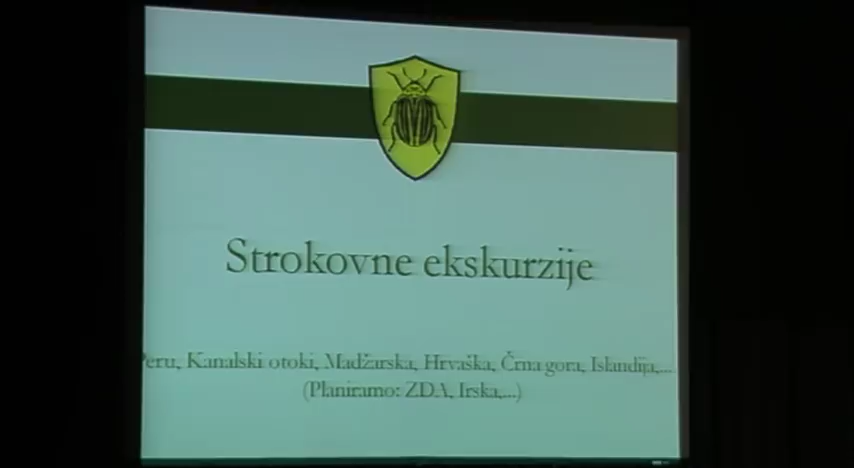 Strokovne ekskurzije
Peru, Kanalski otoki, Madžarska, Hrvaška, Črna gora, Islandija,...
(Planiramo: ZDA, Irska,...)